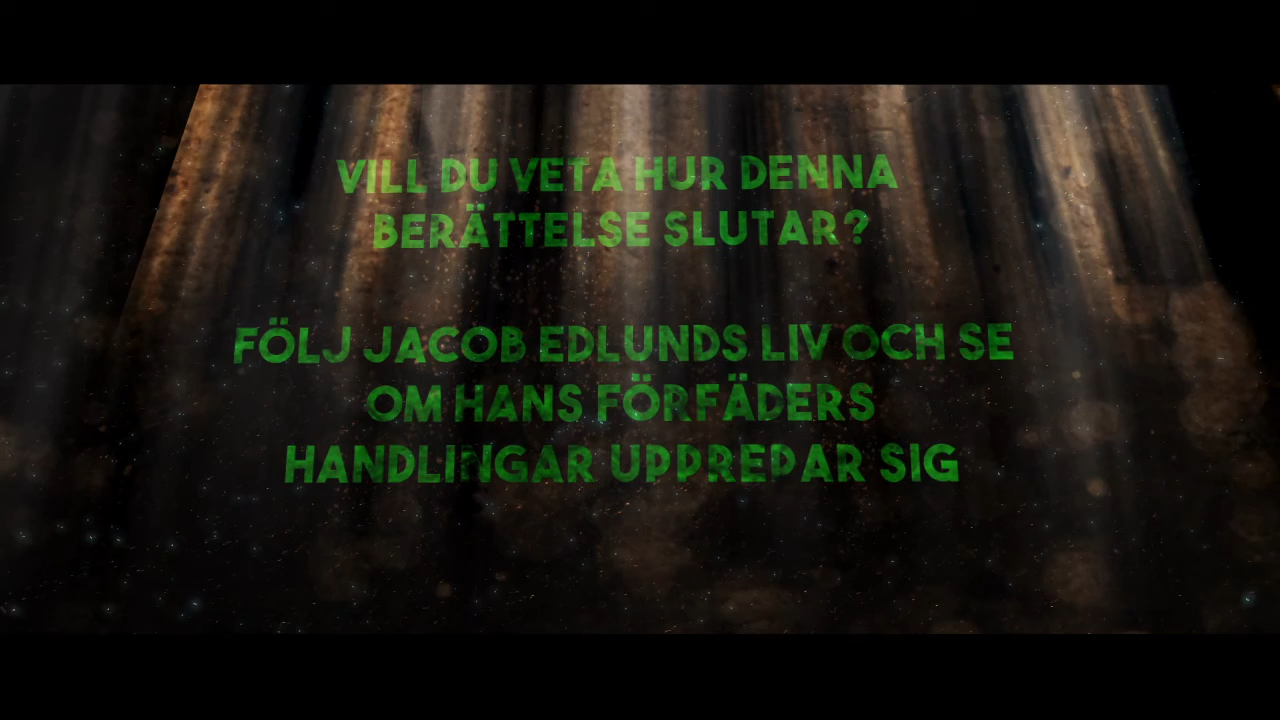 VILL DU VETA HUR DENNA
BERÄTTELSE SLUTAR?
FÖLJ JACOB EDLUNDS LIV OCH SE
OM HANS FÖRFÄDERS
HANDLINGAR UPPREPAR SIG